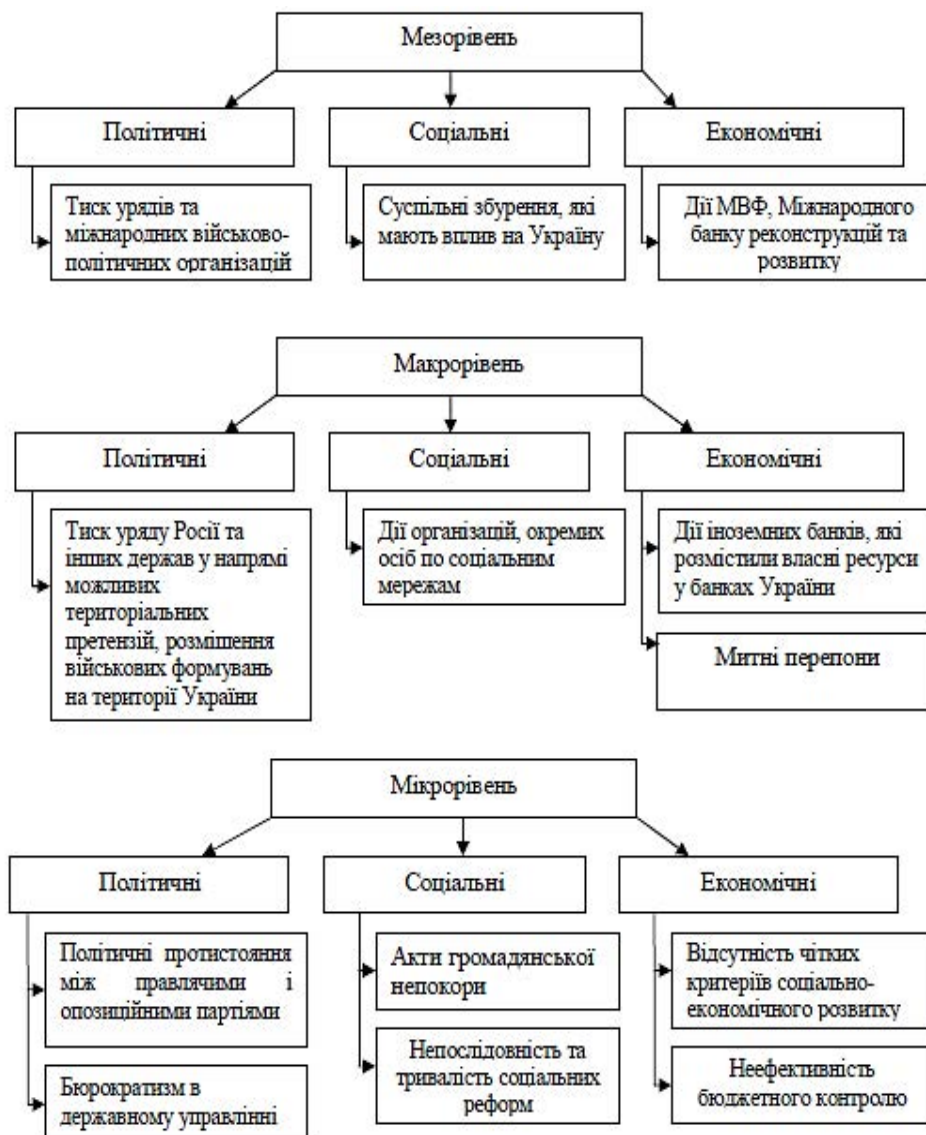 Мезорівень
Політичні
Соціальні
Економічні
Тиск урядів та
міжнародних військово-
політичних організацій
Суспільні збурення, які
мають вплив на Україну
Дії МВФ, Міжнародного
банку реконструкцій та
розвитку
Макрорівень
Політичні
Соціальні
Економічні
Тиск уряду Росії та
інших держав у напрямі
можливих
територіальних
претензій, розмішення
військових формувань
на території України
Дії організацій, окремих
осіб по соціальним
мережам
Дії іноземних банків, які
розмістили власні ресурси
у банках України
Митні перепони
Мікрорівень
Політичні
Соціальні
Економічні
Політичні протистояння
між правлячими і
опозиційними партіями
Бюрократизм в
державному управлінні
Акти громадянської
непокори
Непослідовність та
тривалість соціальних
реформ
Відсутність чітких
критеріїв соціально-
економічного розвитку
Неефективність
бюджетного контролю